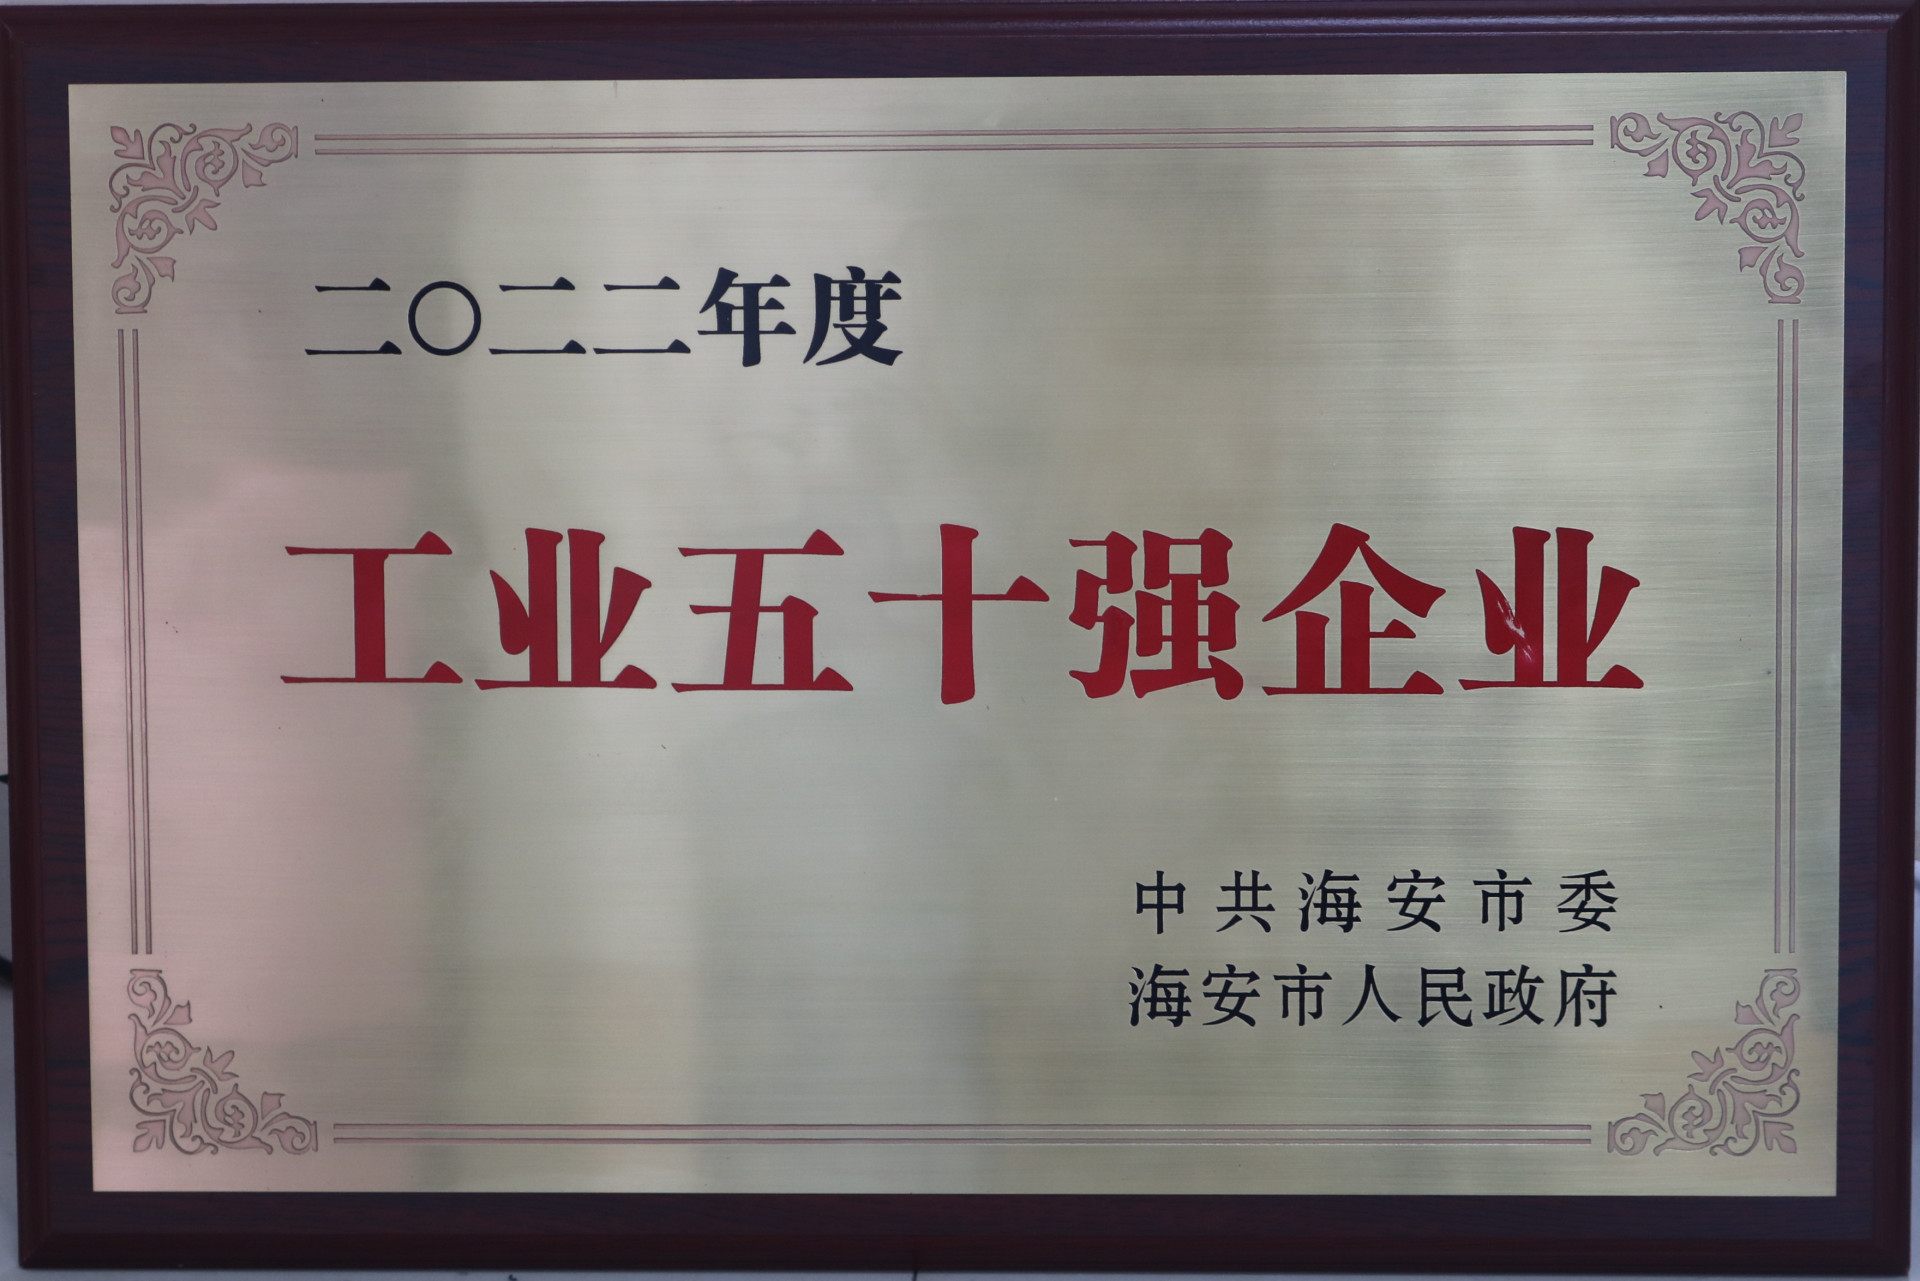 二〇二二年度
工业五十强企业
中共海安市委
海安市人民政府